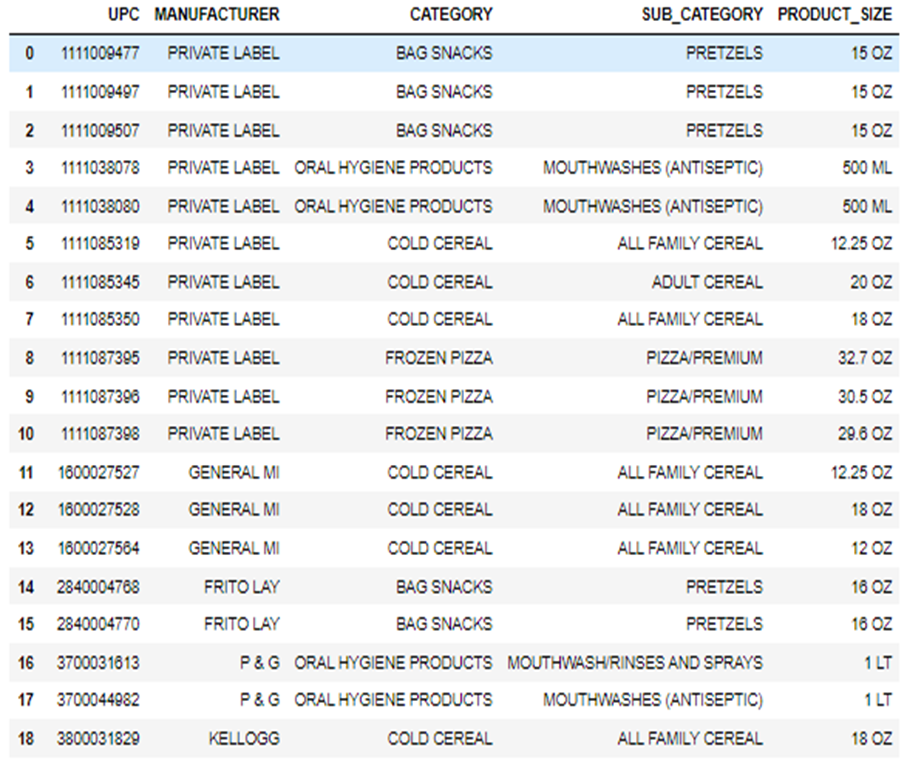 UPC MANUFACTURER CATEGORY SUB_CATEGORY PRODUCT_SIZE
0 1111009477 PRIVATE LABEL BAG SNACKS PRETZELS 15 OZ
1 1111009497 PRIVATE LABEL BAG SNACKS PRETZELS 15 OZ
2 1111009507 PRIVATE LABEL BAG SNACKS PRETZELS 15 OZ
3 1111038078 PRIVATE LABEL ORAL HYGIENE PRODUCTS MOUTHWASHES (ANTISEPTIC) 500 ML
4 1111038080 PRIVATE LABEL ORAL HYGIENE PRODUCTS MOUTHWASHES (ANTISEPTIC) 500 ML
5 1111085319 PRIVATE LABEL COLD CEREAL ALL FAMILY CEREAL 12.25 OZ
6 1111085345 PRIVATE LABEL COLD CEREAL ADULT CEREAL 20 OZ
7 1111085350 PRIVATE LABEL COLD CEREAL ALL FAMILY CEREAL 18 OZ
8 1111087395 PRIVATE LABEL FROZEN PIZZA PIZZA/PREMIUM 32.7 OZ
9 1111087396 PRIVATE LABEL FROZEN PIZZA PIZZA/PREMIUM 30.5 OZ
10 1111087398 PRIVATE LABEL FROZEN PIZZA PIZZA/PREMIUM 29.6 OZ
11 1600027527 GENERAL MI COLD CEREAL ALL FAMILY CEREAL 12.25 OZ
12 1600027528 GENERAL MI COLD CEREAL ALL FAMILY CEREAL 18 OZ
13 1600027564 GENERAL MI COLD CEREAL ALL FAMILY CEREAL 12 OZ
14 2840004768 FRITO LAY BAG SNACKS PRETZELS 16 OZ
15 2840004770 FRITO LAY BAG SNACKS PRETZELS 16 OZ
16 3700031613 P & G ORAL HYGIENE PRODUCTS MOUTHWASH/RINSES AND SPRAYS 1 LT
17 3700044982 P & G ORAL HYGIENE PRODUCTS MOUTHWASHES (ANTISEPTIC) 1 LT
18 3800031829 KELLOGG COLD CEREAL ALL FAMILY CEREAL 18 OZ